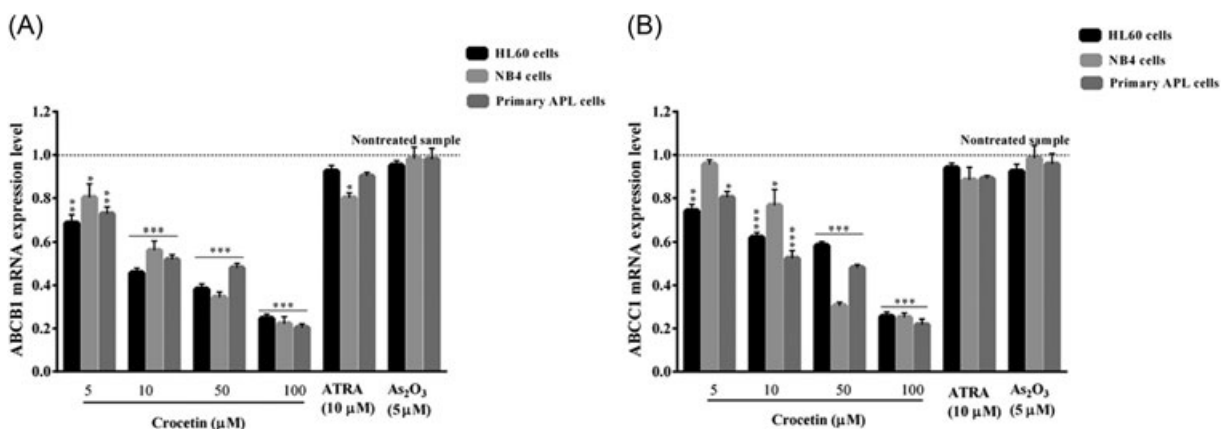 (A)
HL60 cells
NB4 cells
Primary APL cells
ABCB1 mRNA expression level
1.2
1.0
0.8
0.6
0.4
0.2
0.0
Nontreated sample
** * **
***
***
***
*
5 10 50 100
Crocetin (μM)
ATRA
(10 μM)
As₂O₃
(5μM)
(B)
HL60 cells
NB4 cells
Primary APL cells
ABCC1 mRNA expression level
1.2
1.0
0.8
0.6
0.4
0.2
0.0
Nontreated sample
** *
*** * ***
***
***
5 10 50 100
Crocetin (μM)
ATRA
(10 μM)
As₂O₃
(5 μM)